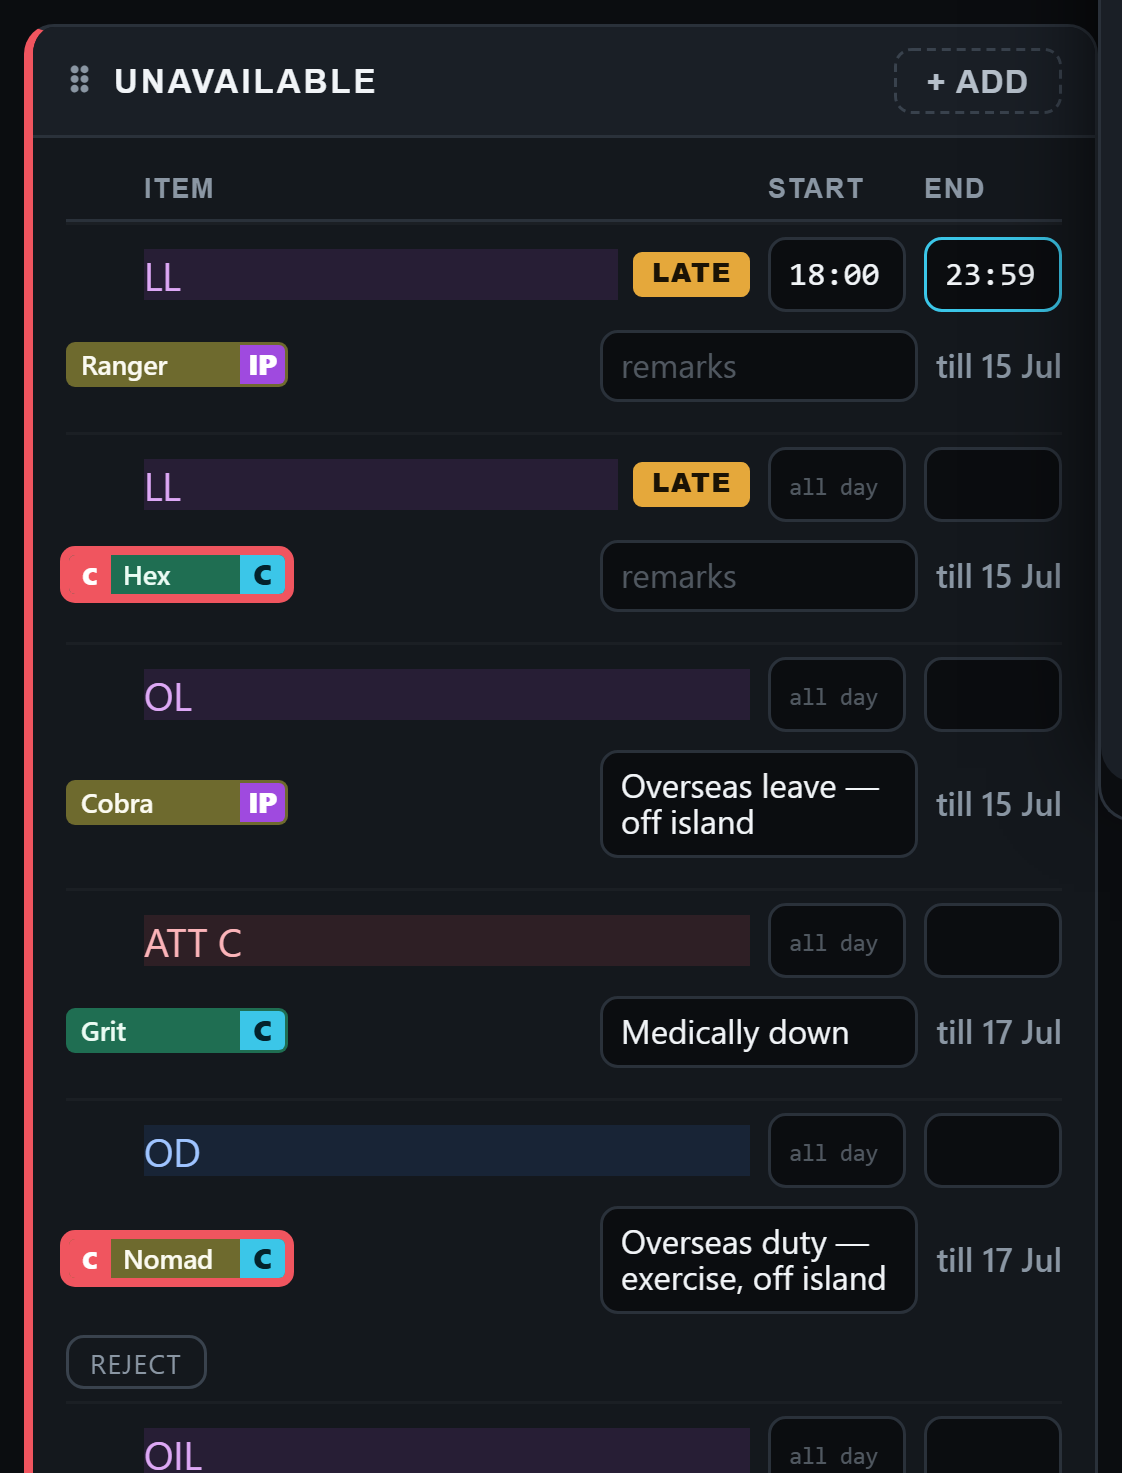 UNAVAILABLE
+ ADD
ITEM START END
LL LATE 18:00 23:59
Ranger IP remarks till 15 Jul
LL LATE all day
C Hex C remarks till 15 Jul
OL all day
Cobra IP Overseas leave — till 15 Jul
off island
ATT C all day
Grit C Medically down till 17 Jul
OD all day
C Nomad C Overseas duty — till 17 Jul
exercise, off island
REJECT
OIL all day